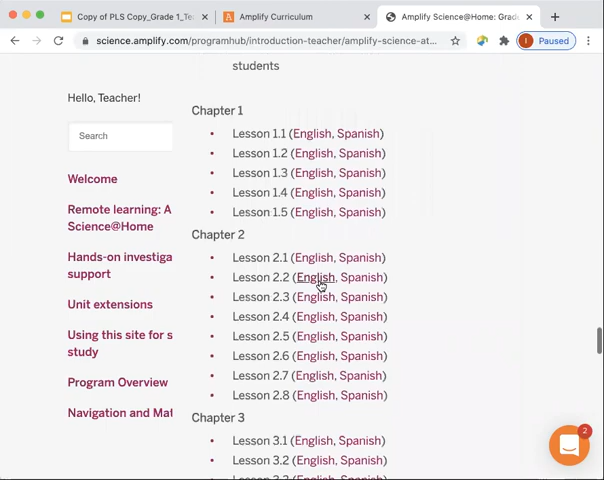 Copy of PLS Copy_Grade 1_Te
Amplify Curriculum
Amplify Science@Home: Grade
science.amplify.com/programhub/introduction-teacher/amplify-science-at...
Paused
students
Hello, Teacher!
Search
Welcome
Remote learning: A
Science@Home
Hands-on investiga
support
Unit extensions
Using this site for s
study
Program Overview
Navigation and Mat
Chapter 1
• Lesson 1.1 (English, Spanish)
• Lesson 1.2 (English, Spanish)
• Lesson 1.3 (English, Spanish)
• Lesson 1.4 (English, Spanish)
• Lesson 1.5 (English, Spanish)
Chapter 2
• Lesson 2.1 (English, Spanish)
• Lesson 2.2 (English, Spanish)
• Lesson 2.3 (English, Spanish)
• Lesson 2.4 (English, Spanish)
• Lesson 2.5 (English, Spanish)
• Lesson 2.6 (English, Spanish)
• Lesson 2.7 (English, Spanish)
• Lesson 2.8 (English, Spanish)
Chapter 3
• Lesson 3.1 (English, Spanish)
• Lesson 3.2 (English, Spanish)
2